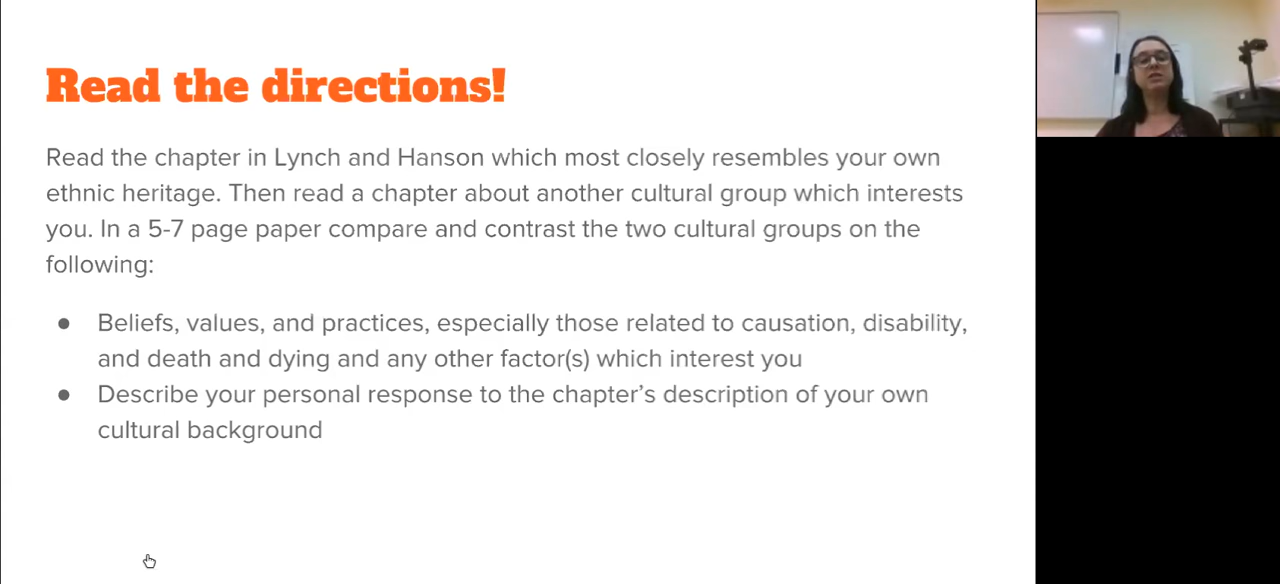 Read the directions!
Read the chapter in Lynch and Hanson which most closely resembles your own
ethnic heritage. Then read a chapter about another cultural group which interests
you. In a 5-7 page paper compare and contrast the two cultural groups on the
following:
● Beliefs, values, and practices, especially those related to causation, disability,
and death and dying and any other factor(s) which interest you
● Describe your personal response to the chapter’s description of your own
cultural background